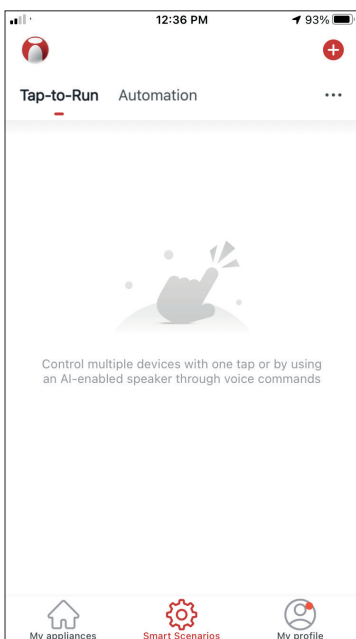 12:36 PM
93%
Tap-to-Run Automation
Control multiple devices with one tap or by using
an AI-enabled speaker through voice commands
My appliances Smart Scenarios My profile